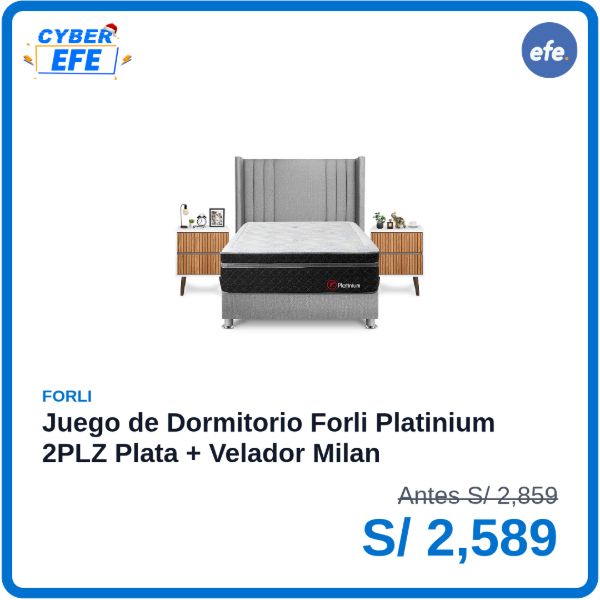 CYBER
EFE
efe.
Platinium
FORLI
Juego de Dormitorio Forli Platinium
2PLZ Plata + Velador Milan
Antes S/ 2,859
S/ 2,589